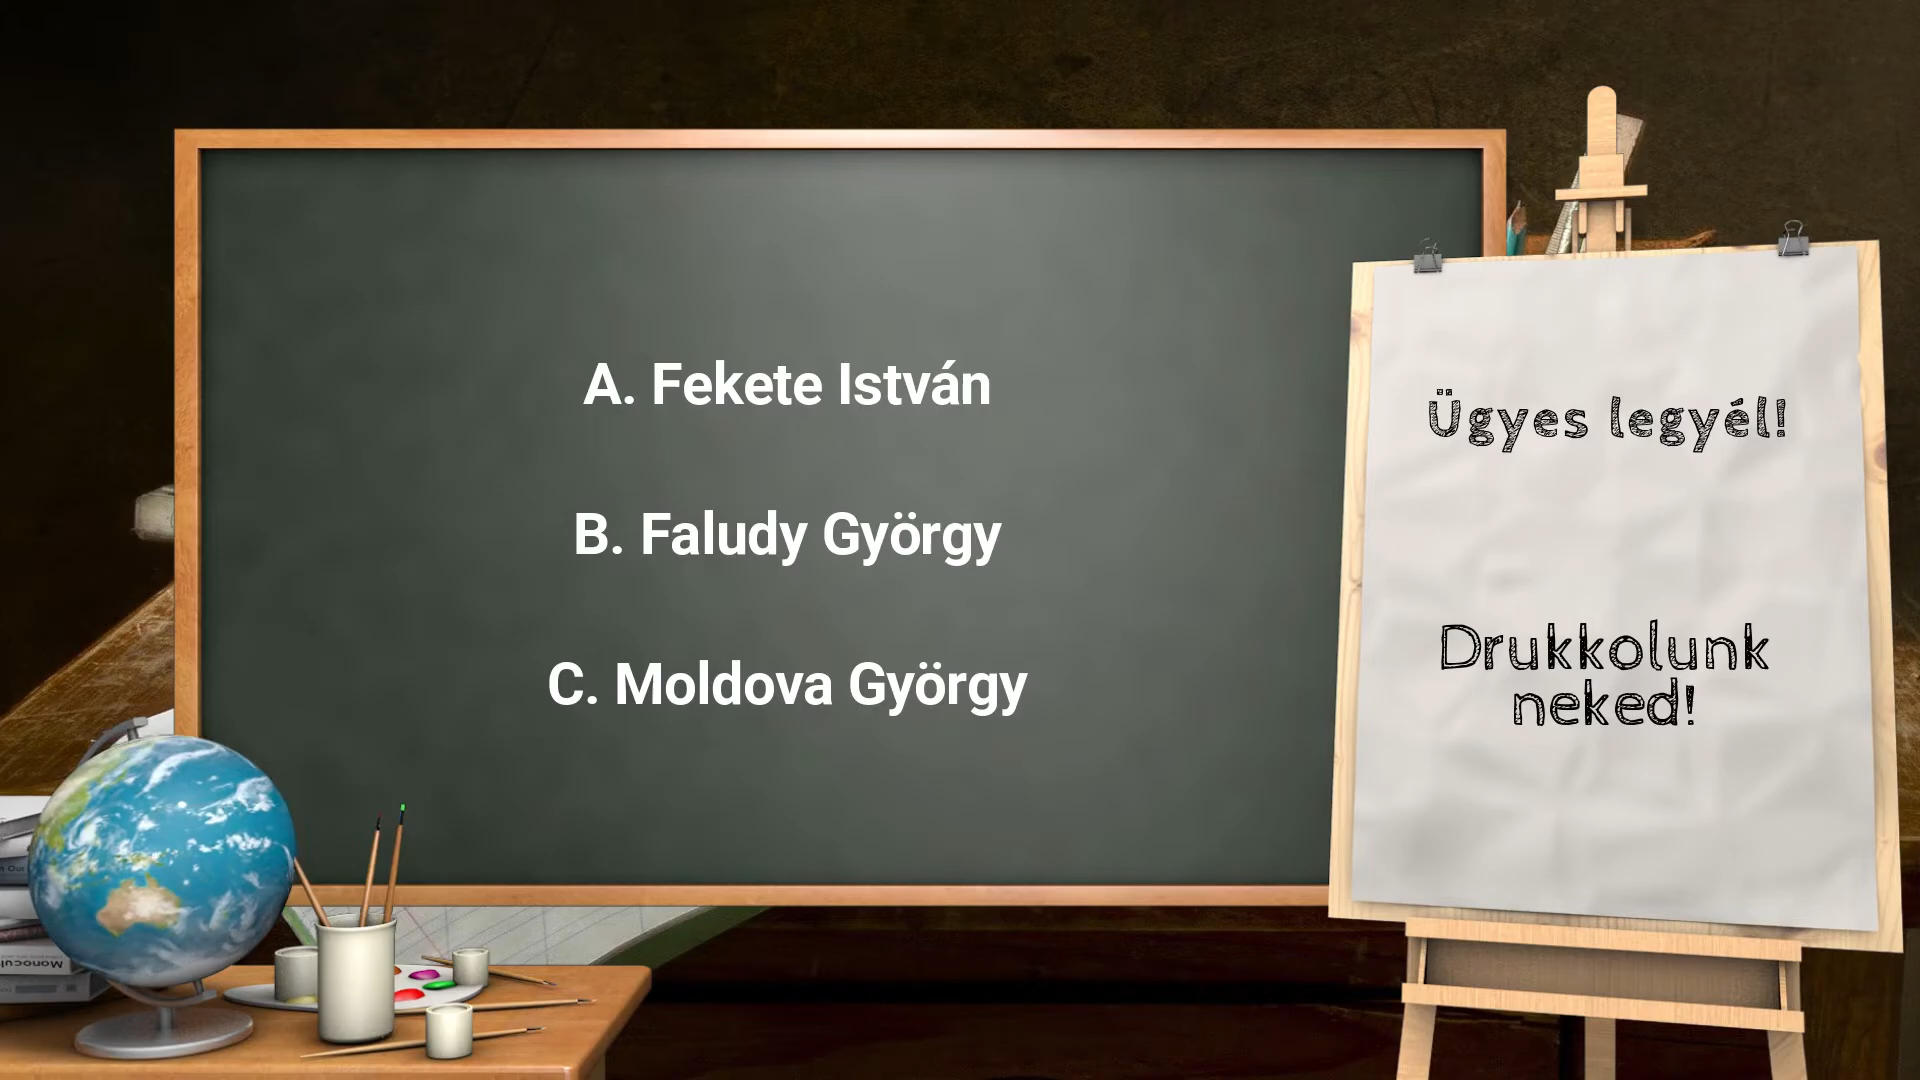 A. Fekete István
B. Faludy György
C. Moldova György
Ügyes legyél!
Drukkolunk
neked!